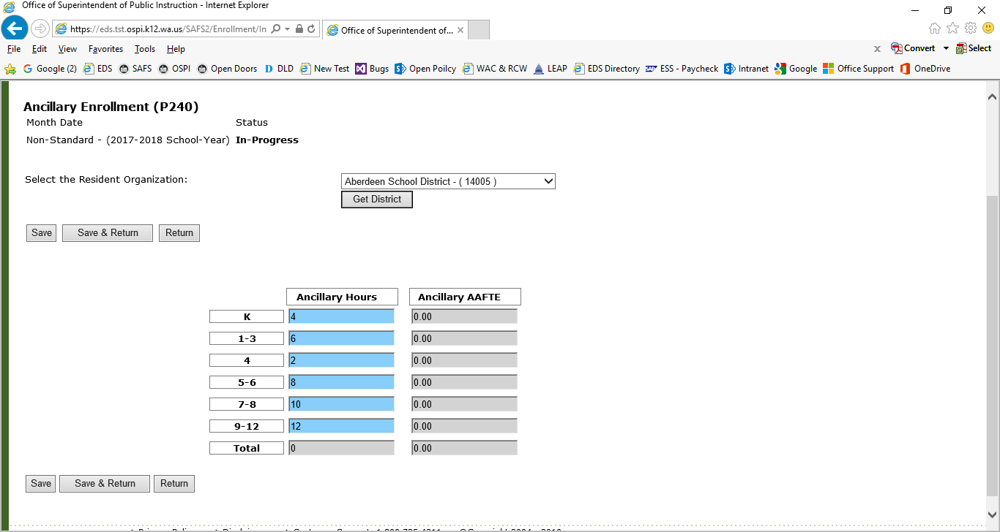 Office of Superintendent of Public Instruction - Internet Explorer
https://eds.tst.ospi.k12.wa.us/SAFS2/Enrollment/In
Office of Superintendent of...
File Edit View Favorites Tools Help
Convert Select
Google (2) EDS SAFS OSPI Open Doors DLD New Test Bugs Open Poilcy WAC & RCW LEAP EDS Directory ESS - Paycheck Intranet Google Office Support OneDrive
Ancillary Enrollment (P240)
Month Date Status
Non-Standard - (2017-2018 School-Year) In-Progress
Select the Resident Organization: Aberdeen School District - ( 14005 )
Get District
Save Save & Return Return
Ancillary Hours Ancillary AAFTE
K 4 0.00
1-3 6 0.00
4 2 0.00
5-6 8 0.00
7-8 10 0.00
9-12 12 0.00
Total 0 0.00
Save Save & Return Return